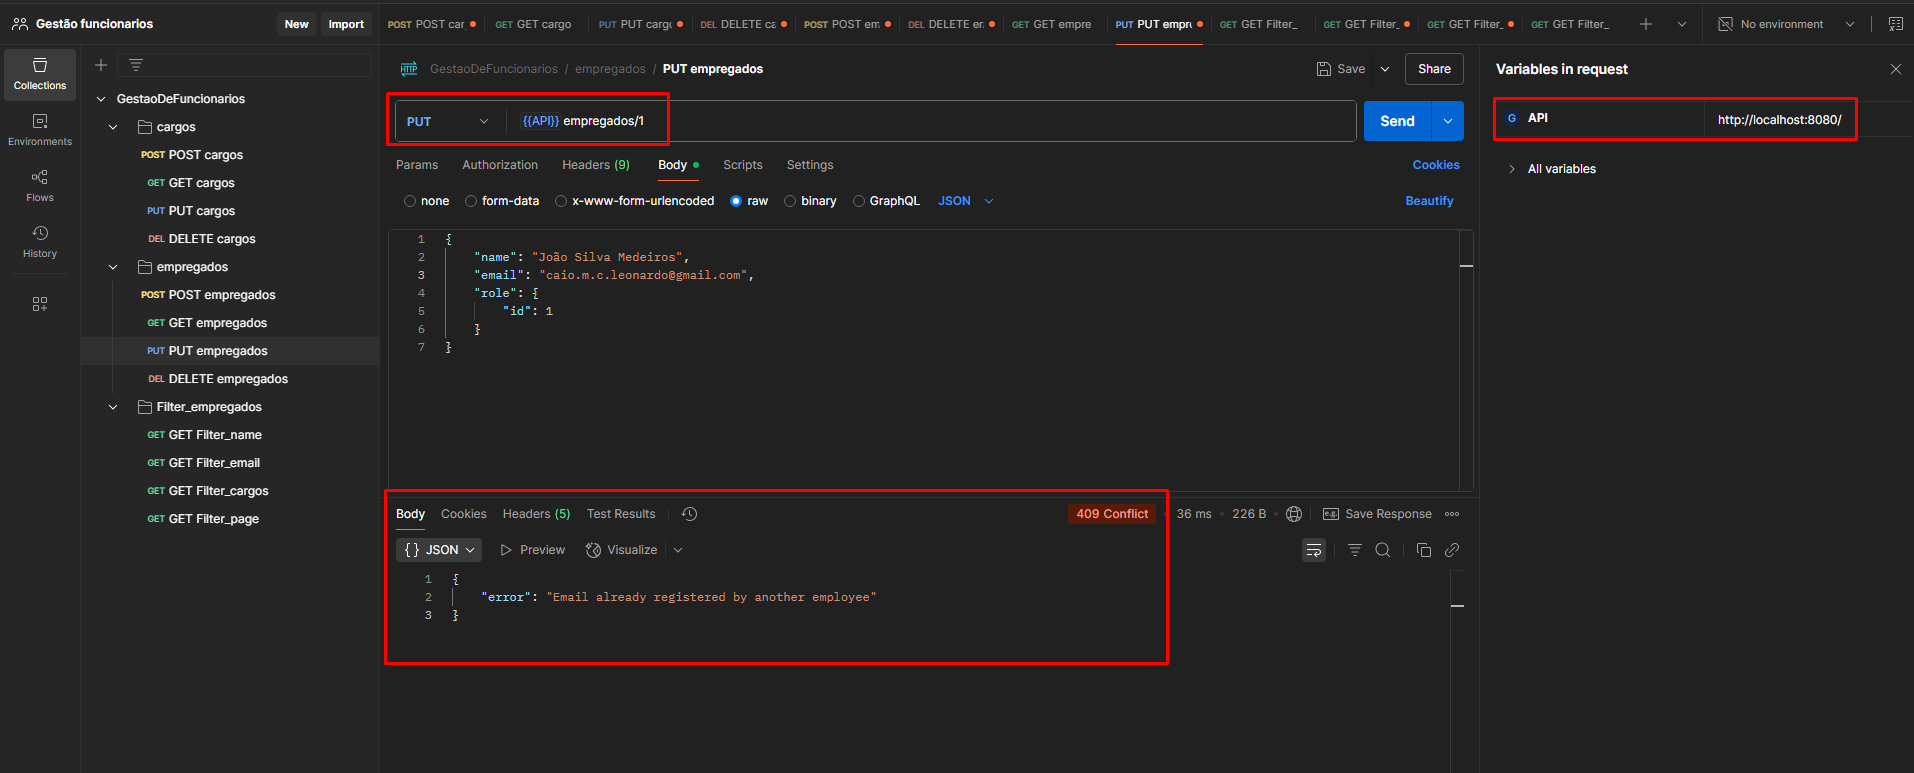 Gestão de funcionarios
New
Import
POST POST car
GET GET cargo
PUT PUT carg
DEL DELETE ca
POST POST em
DEL DELETE e
GET GET empre
PUT PUT empr
GET GET Filter_
GET GET Filter_
GET GET Filter_
GET GET Filter_
No environment
Collections
Environments
Flows
History
GestaoDeFuncionarios
cargos
POST POST cargos
GET GET cargos
PUT PUT cargos
DEL DELETE cargos
empregados
POST POST empregados
GET GET empregados
PUT PUT empregados
DEL DELETE empregados
Filter_empregados
GET GET Filter_name
GET GET Filter_email
GET GET Filter_cargos
GET GET Filter_page
HTTP GestaoDeFuncionarios / empregados / PUT empregados
Save
Share
PUT {{API}} empregados/1
Send
Params Authorization Headers (9) Body Scripts Settings
Cookies
none form-data x-www-form-urlencoded raw binary GraphQL JSON
Beautify
1 {
2 "name": "João Silva Medeiros",
3 "email": "caio.m.c.leonardo@gmail.com",
4 "role": {
5 "id": 1
6 }
7 }
Body Cookies Headers (5) Test Results
409 Conflict • 36 ms • 226 B
e.g. Save Response
{} JSON Preview Visualize
1 {
2 "error": "Email already registered by another employee"
3 }
Variables in request
G API http://localhost:8080/
All variables